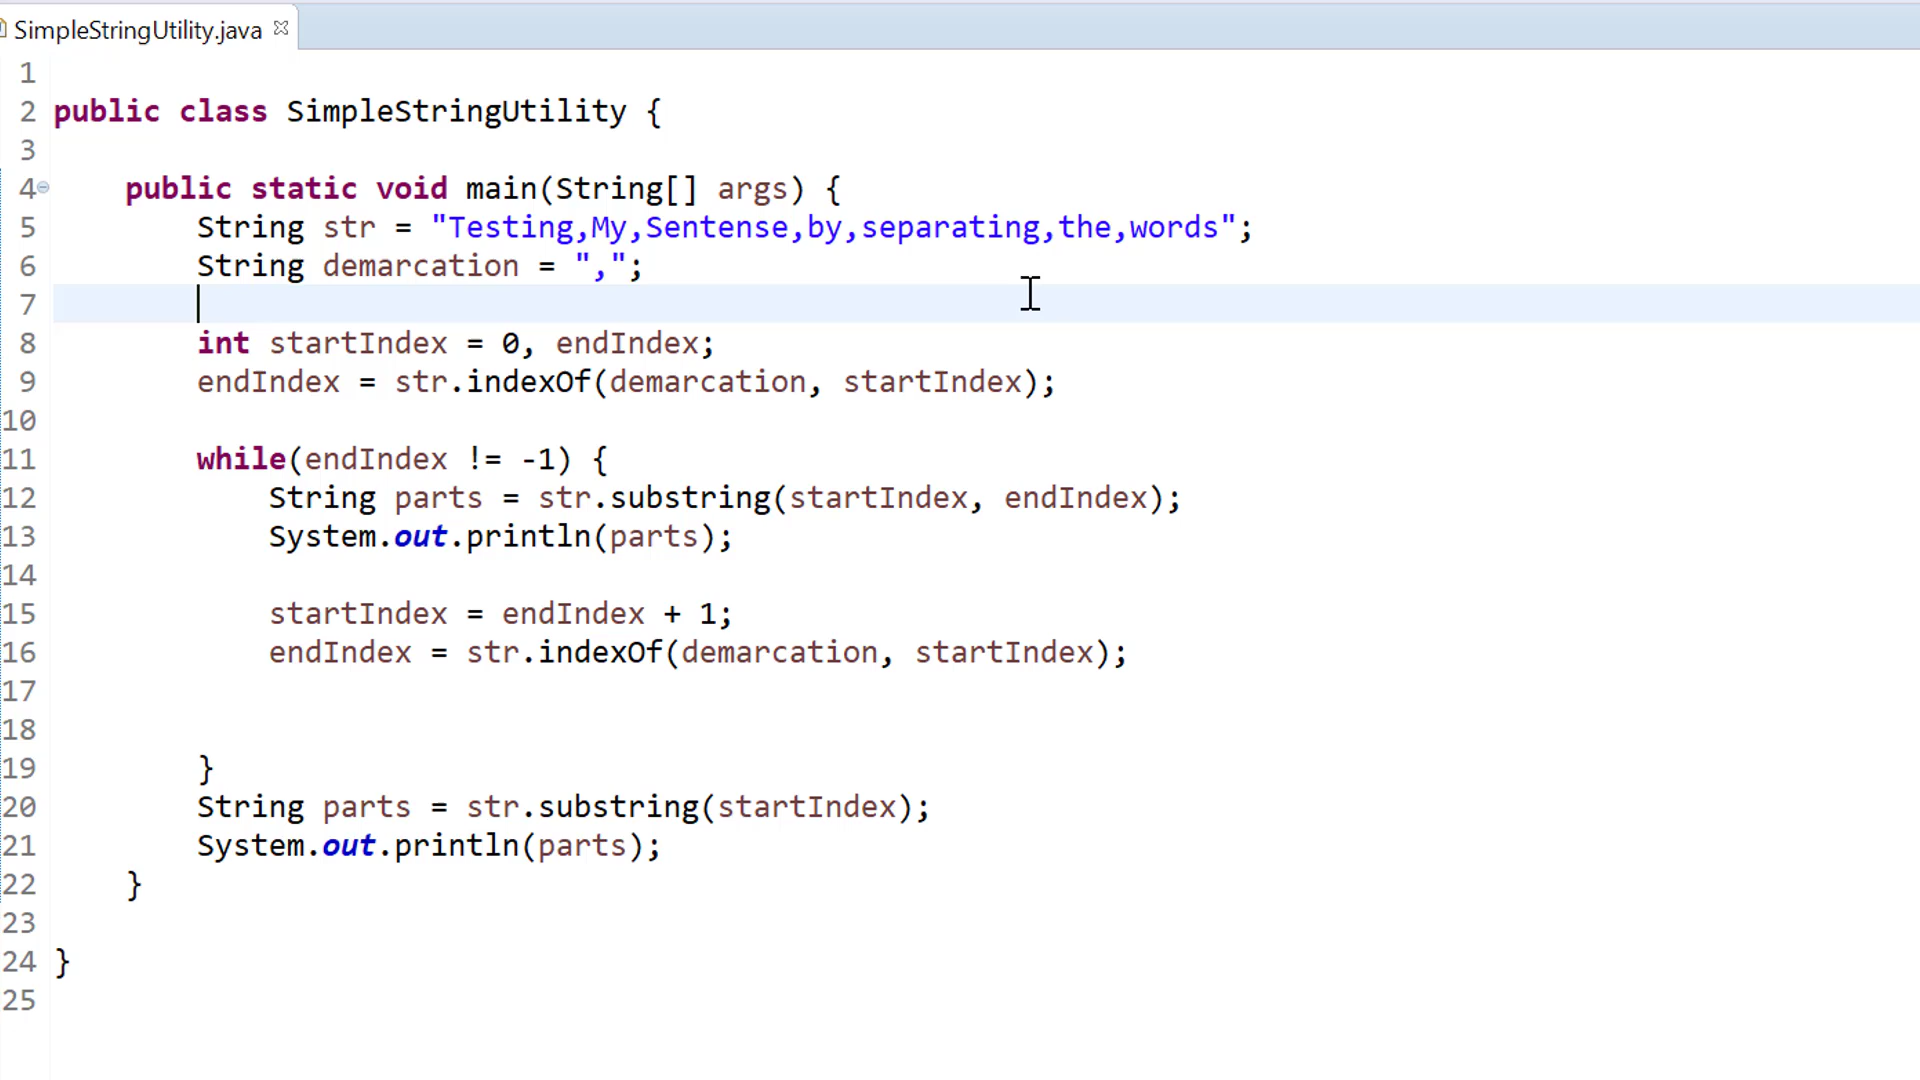 SimpleStringUtility.java
1
2 public class SimpleStringUtility {
3
4 public static void main(String[] args) {
5 String str = "Testing,My,Sentense,by,separating,the,words";
6 String demarcation = ",";
7
8 int startIndex = 0, endIndex;
9 endIndex = str.indexOf(demarcation, startIndex);
10
11 while(endIndex != -1) {
12 String parts = str.substring(startIndex, endIndex);
13 System.out.println(parts);
14
15 startIndex = endIndex + 1;
16 endIndex = str.indexOf(demarcation, startIndex);
17
18
19 }
20 String parts = str.substring(startIndex);
21 System.out.println(parts);
22 }
23
24 }
25